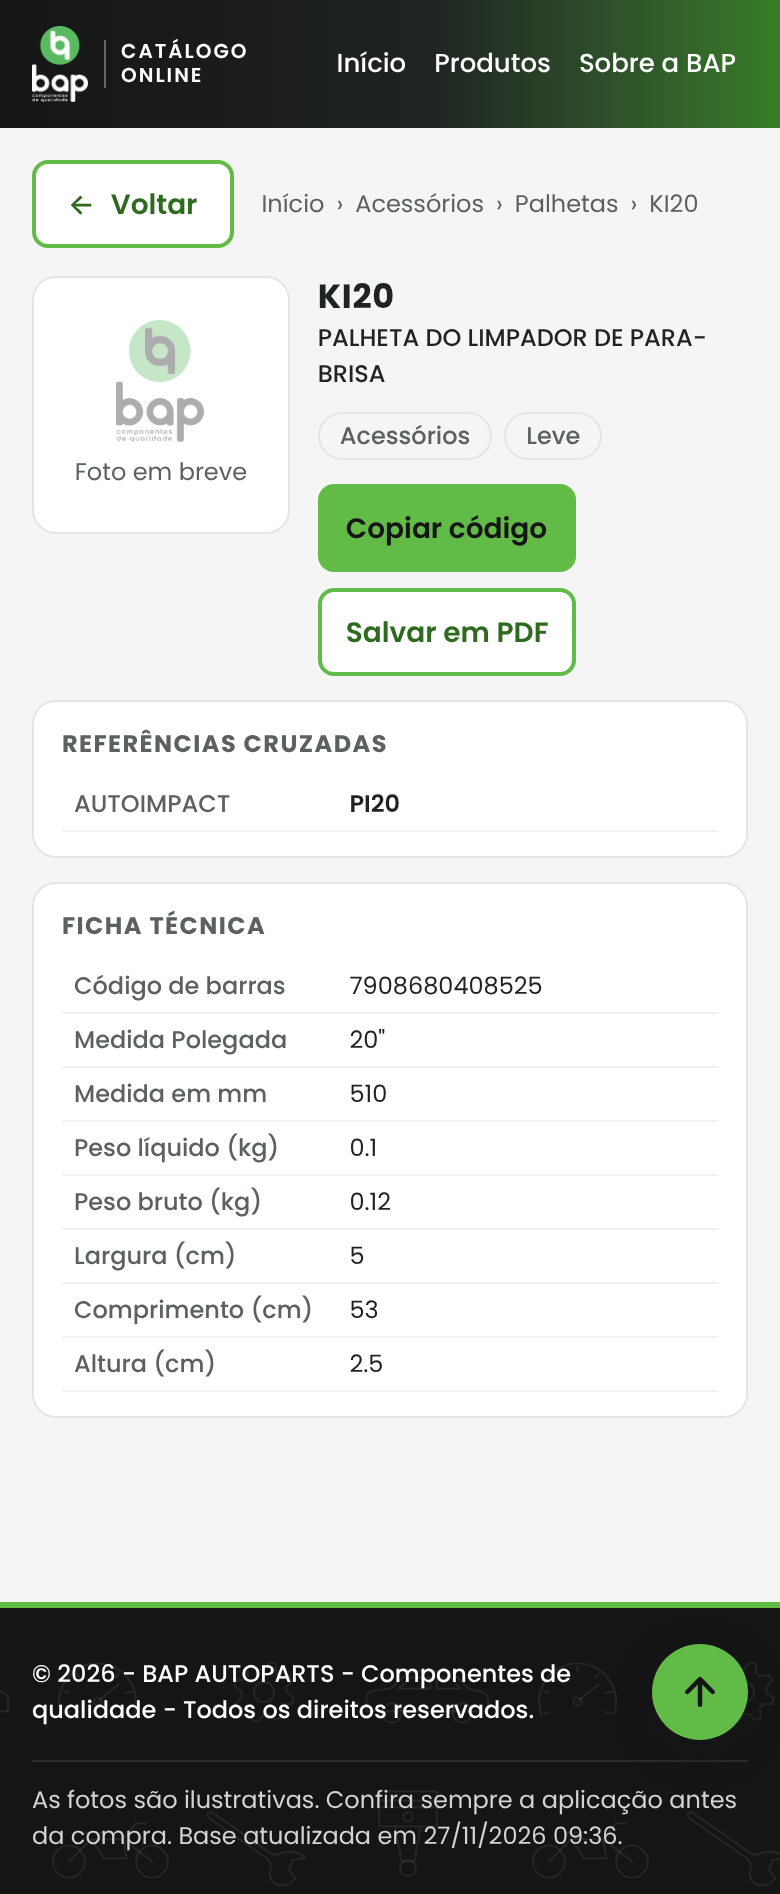 bap
componentes
de qualidade
CATÁLOGO
ONLINE
Início
Produtos
Sobre a BAP
← Voltar
Início › Acessórios › Palhetas › KI20
bap
componentes
de qualidade
Foto em breve
KI20
PALHETA DO LIMPADOR DE PARA-
BRISA
Acessórios
Leve
Copiar código
Salvar em PDF
REFERÊNCIAS CRUZADAS
AUTOIMPACT PI20
FICHA TÉCNICA
Código de barras 7908680408525
Medida Polegada 20"
Medida em mm 510
Peso líquido (kg) 0.1
Peso bruto (kg) 0.12
Largura (cm) 5
Comprimento (cm) 53
Altura (cm) 2.5
© 2026 - BAP AUTOPARTS - Componentes de
qualidade - Todos os direitos reservados.
As fotos são ilustrativas. Confira sempre a aplicação antes
da compra. Base atualizada em 27/11/2026 09:36.